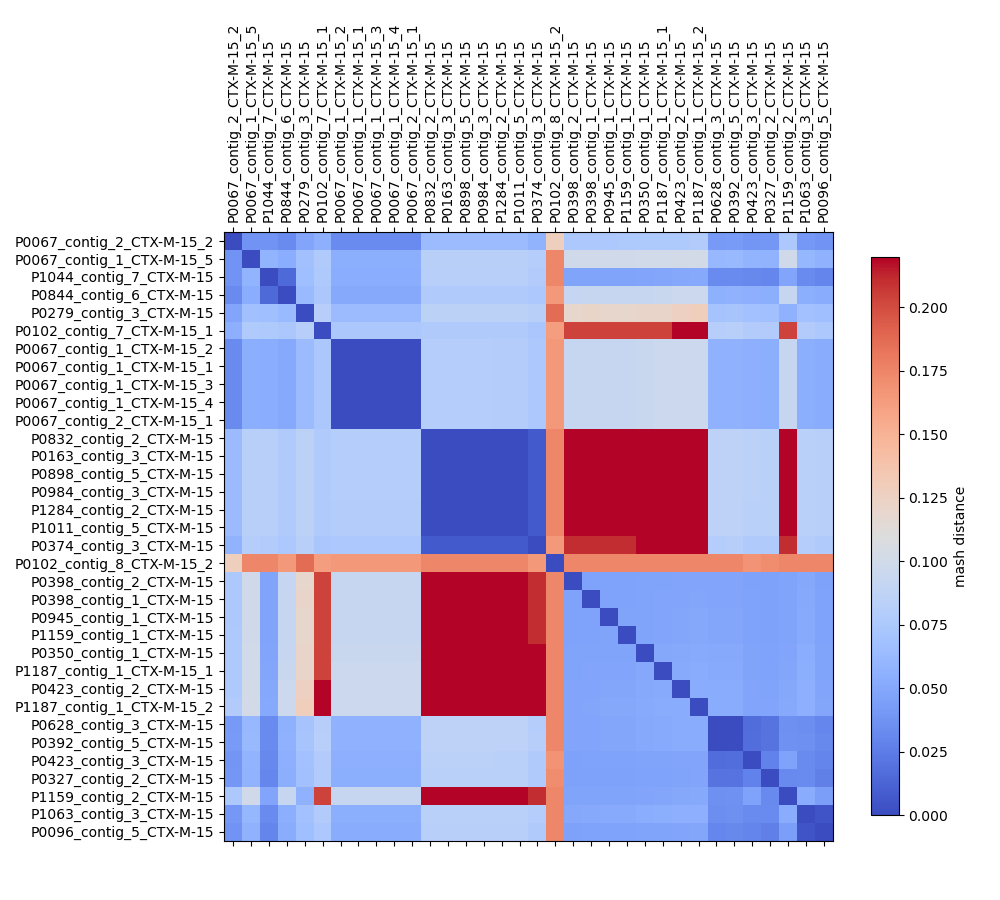 P0067_contig_2_CTX-M-15_2
P0067_contig_1_CTX-M-15_5
P1044_contig_7_CTX-M-15
P0844_contig_6_CTX-M-15
P0279_contig_3_CTX-M-15
P0102_contig_7_CTX-M-15_1
P0067_contig_1_CTX-M-15_2
P0067_contig_1_CTX-M-15_1
P0067_contig_1_CTX-M-15_3
P0067_contig_1_CTX-M-15_4
P0067_contig_2_CTX-M-15_1
P0832_contig_2_CTX-M-15
P0163_contig_3_CTX-M-15
P0898_contig_5_CTX-M-15
P0984_contig_3_CTX-M-15
P1284_contig_2_CTX-M-15
P1011_contig_5_CTX-M-15
P0374_contig_3_CTX-M-15
P0102_contig_8_CTX-M-15_2
P0398_contig_2_CTX-M-15
P0398_contig_1_CTX-M-15
P0945_contig_1_CTX-M-15
P1159_contig_1_CTX-M-15
P0350_contig_1_CTX-M-15
P1187_contig_1_CTX-M-15_1
P0423_contig_2_CTX-M-15
P1187_contig_1_CTX-M-15_2
P0628_contig_3_CTX-M-15
P0392_contig_5_CTX-M-15
P0423_contig_3_CTX-M-15
P0327_contig_2_CTX-M-15
P1159_contig_2_CTX-M-15
P1063_contig_3_CTX-M-15
P0096_contig_5_CTX-M-15
P0067_contig_2_CTX-M-15_2
P0067_contig_1_CTX-M-15_5
P1044_contig_7_CTX-M-15
P0844_contig_6_CTX-M-15
P0279_contig_3_CTX-M-15
P0102_contig_7_CTX-M-15_1
P0067_contig_1_CTX-M-15_2
P0067_contig_1_CTX-M-15_1
P0067_contig_1_CTX-M-15_3
P0067_contig_1_CTX-M-15_4
P0067_contig_2_CTX-M-15_1
P0832_contig_2_CTX-M-15
P0163_contig_3_CTX-M-15
P0898_contig_5_CTX-M-15
P0984_contig_3_CTX-M-15
P1284_contig_2_CTX-M-15
P1011_contig_5_CTX-M-15
P0374_contig_3_CTX-M-15
P0102_contig_8_CTX-M-15_2
P0398_contig_2_CTX-M-15
P0398_contig_1_CTX-M-15
P0945_contig_1_CTX-M-15
P1159_contig_1_CTX-M-15
P0350_contig_1_CTX-M-15
P1187_contig_1_CTX-M-15_1
P0423_contig_2_CTX-M-15
P1187_contig_1_CTX-M-15_2
P0628_contig_3_CTX-M-15
P0392_contig_5_CTX-M-15
P0423_contig_3_CTX-M-15
P0327_contig_2_CTX-M-15
P1159_contig_2_CTX-M-15
P1063_contig_3_CTX-M-15
P0096_contig_5_CTX-M-15
0.200
0.175
0.150
0.125
0.100
0.075
0.050
0.025
0.000
mash distance